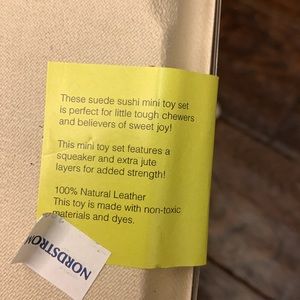 These suede sushi mini toy set
is perfect for little tough chewers
and believers of sweet joy!
This mini toy set features a
squeaker and extra jute
layers for added strength!
100% Natural Leather
This toy is made with non-toxic
materials and dyes.
NORDSTROM